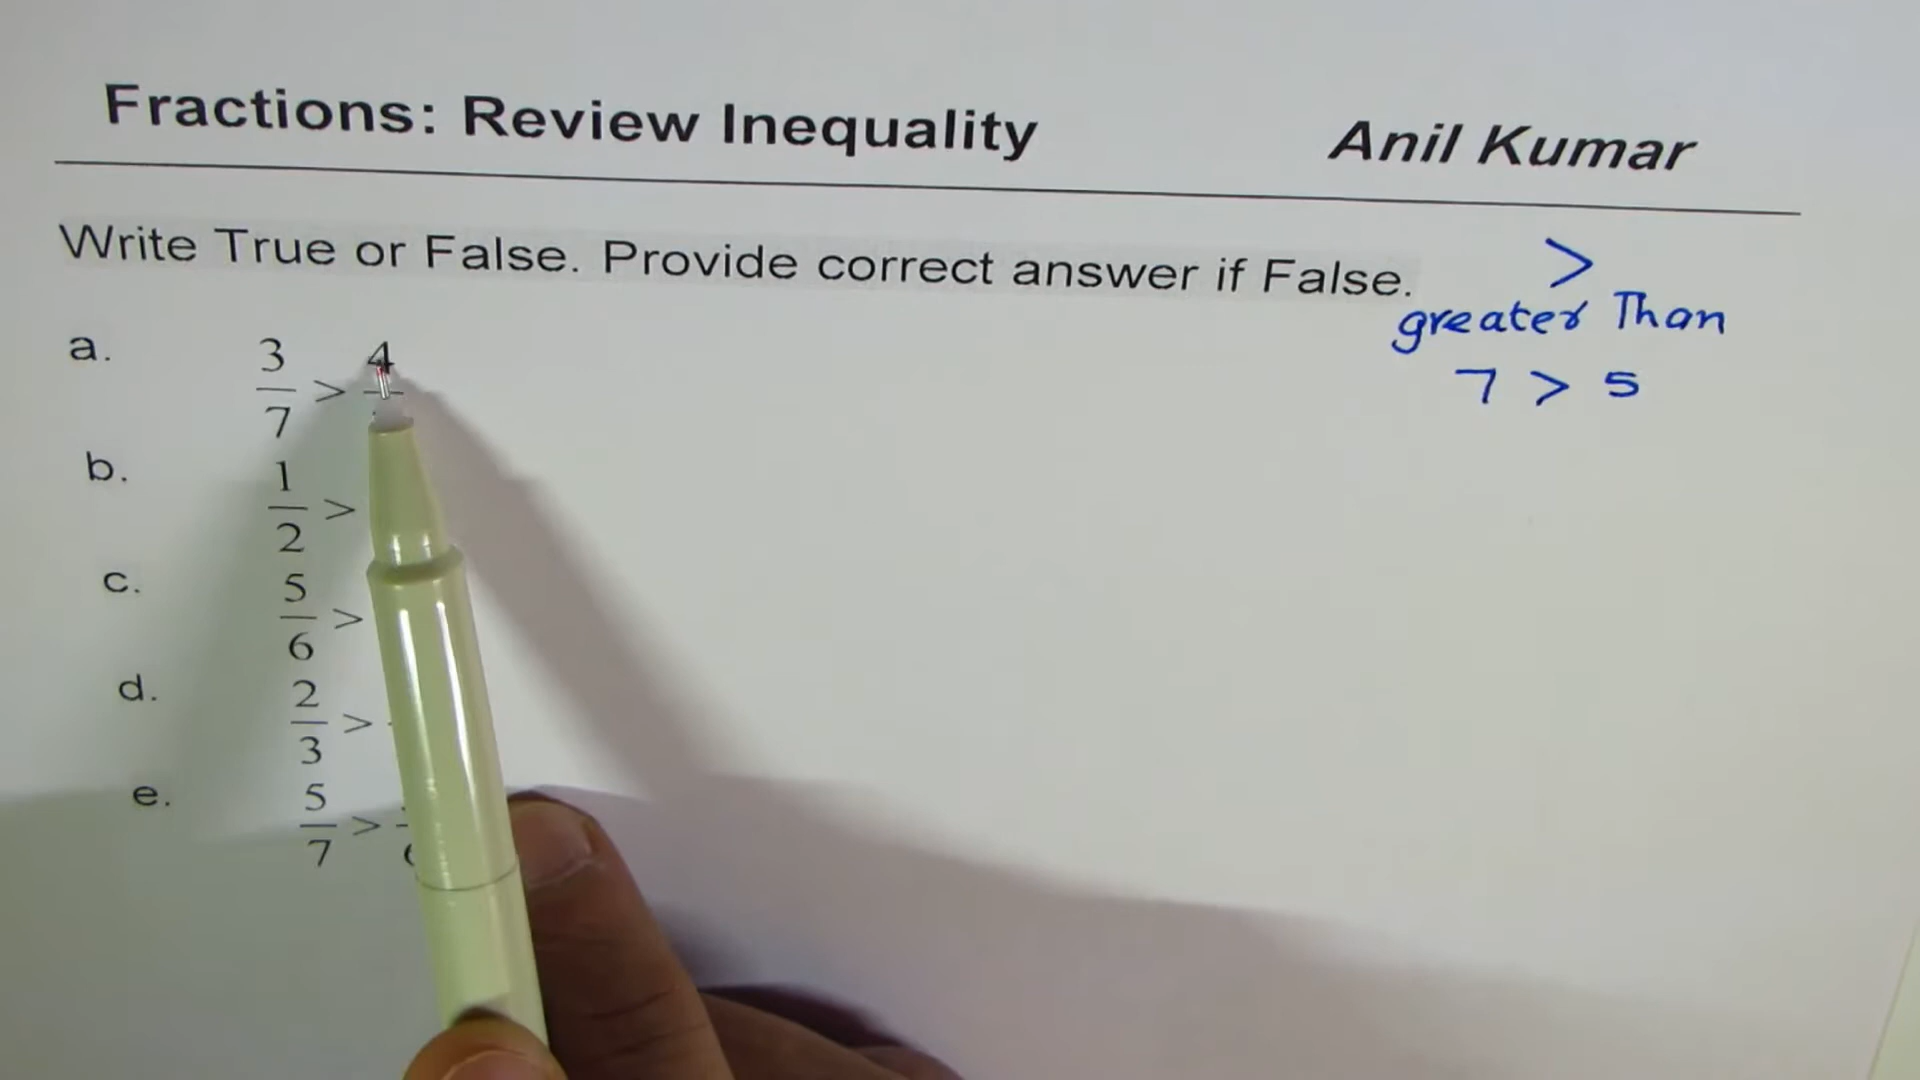 Fractions: Review Inequality
Anil Kumar
Write True or False. Provide correct answer if False.
>
greater Than
7 > 5
a. 3/7 > 4
b. 1/2 >
c. 5/6 >
d. 2/3 >
e. 5/7 >